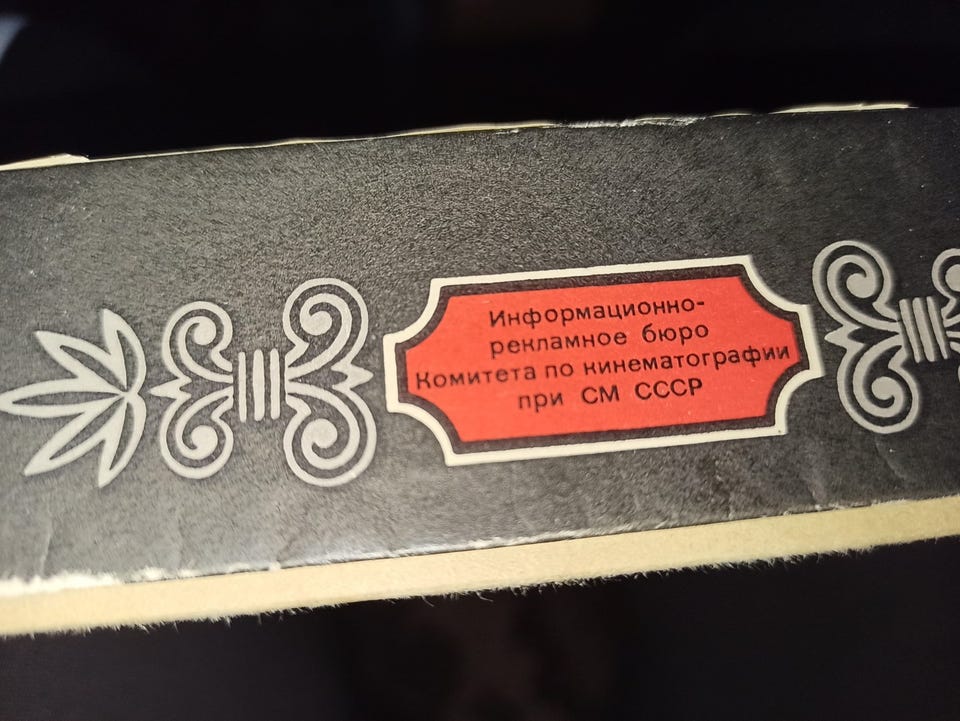 Информационно-
рекламное бюро
Комитета по кинематографии
при СМ СССР